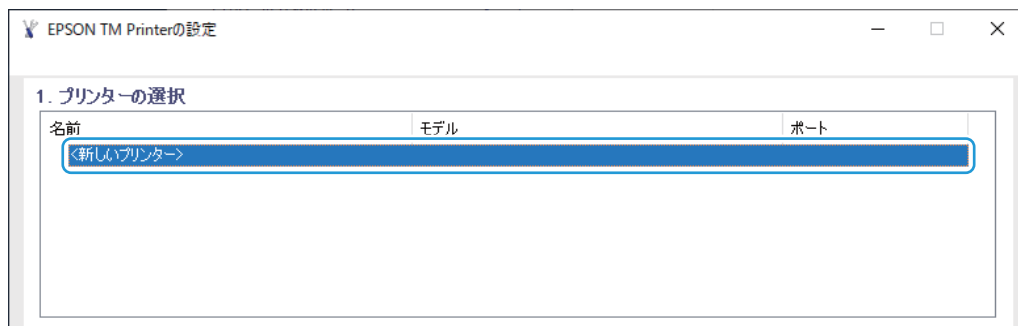 EPSON TM Printerの設定
1. プリンターの選択
名前 モデル ポート
<新しいプリンター>